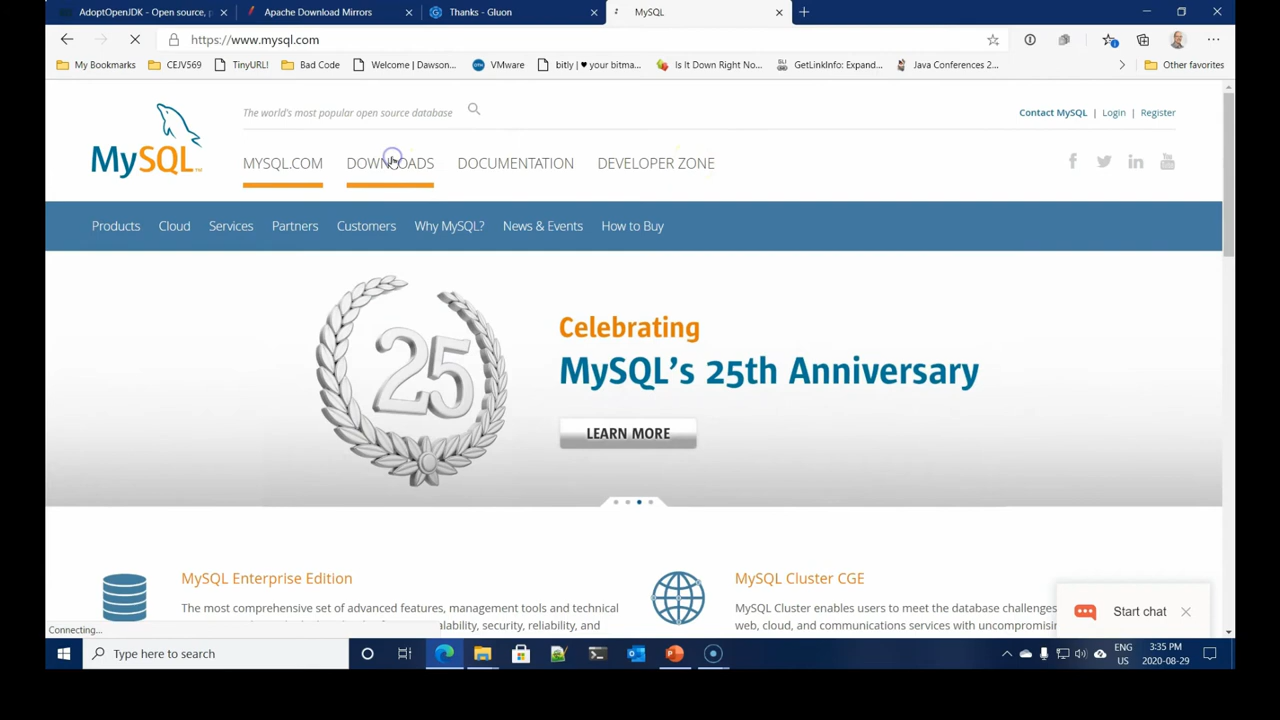 AdoptOpenJDK - Open source, p
Apache Download Mirrors
Thanks - Gluon
MySQL
https://www.mysql.com
My Bookmarks
CEJV569
TinyURL!
Bad Code
Welcome | Dawson...
VMware
bitly | ♥ your bitma...
Is It Down Right No...
GetLinkInfo: Expand...
Java Conferences 2...
Other favorites
The world's most popular open source database
Contact MySQL | Login | Register
MySQL™
MYSQL.COM
DOWNLOADS
DOCUMENTATION
DEVELOPER ZONE
Products
Cloud
Services
Partners
Customers
Why MySQL?
News & Events
How to Buy
25
Celebrating
MySQL's 25th Anniversary
LEARN MORE
MySQL Enterprise Edition
The most comprehensive set of advanced features, management tools and technical
alability, security, reliability, and
MySQL Cluster CGE
MySQL Cluster enables users to meet the database challenges
web, cloud, and communications services with uncompromising
Start chat
Connecting...
Type here to search
ENG
US
3:35 PM
2020-08-29